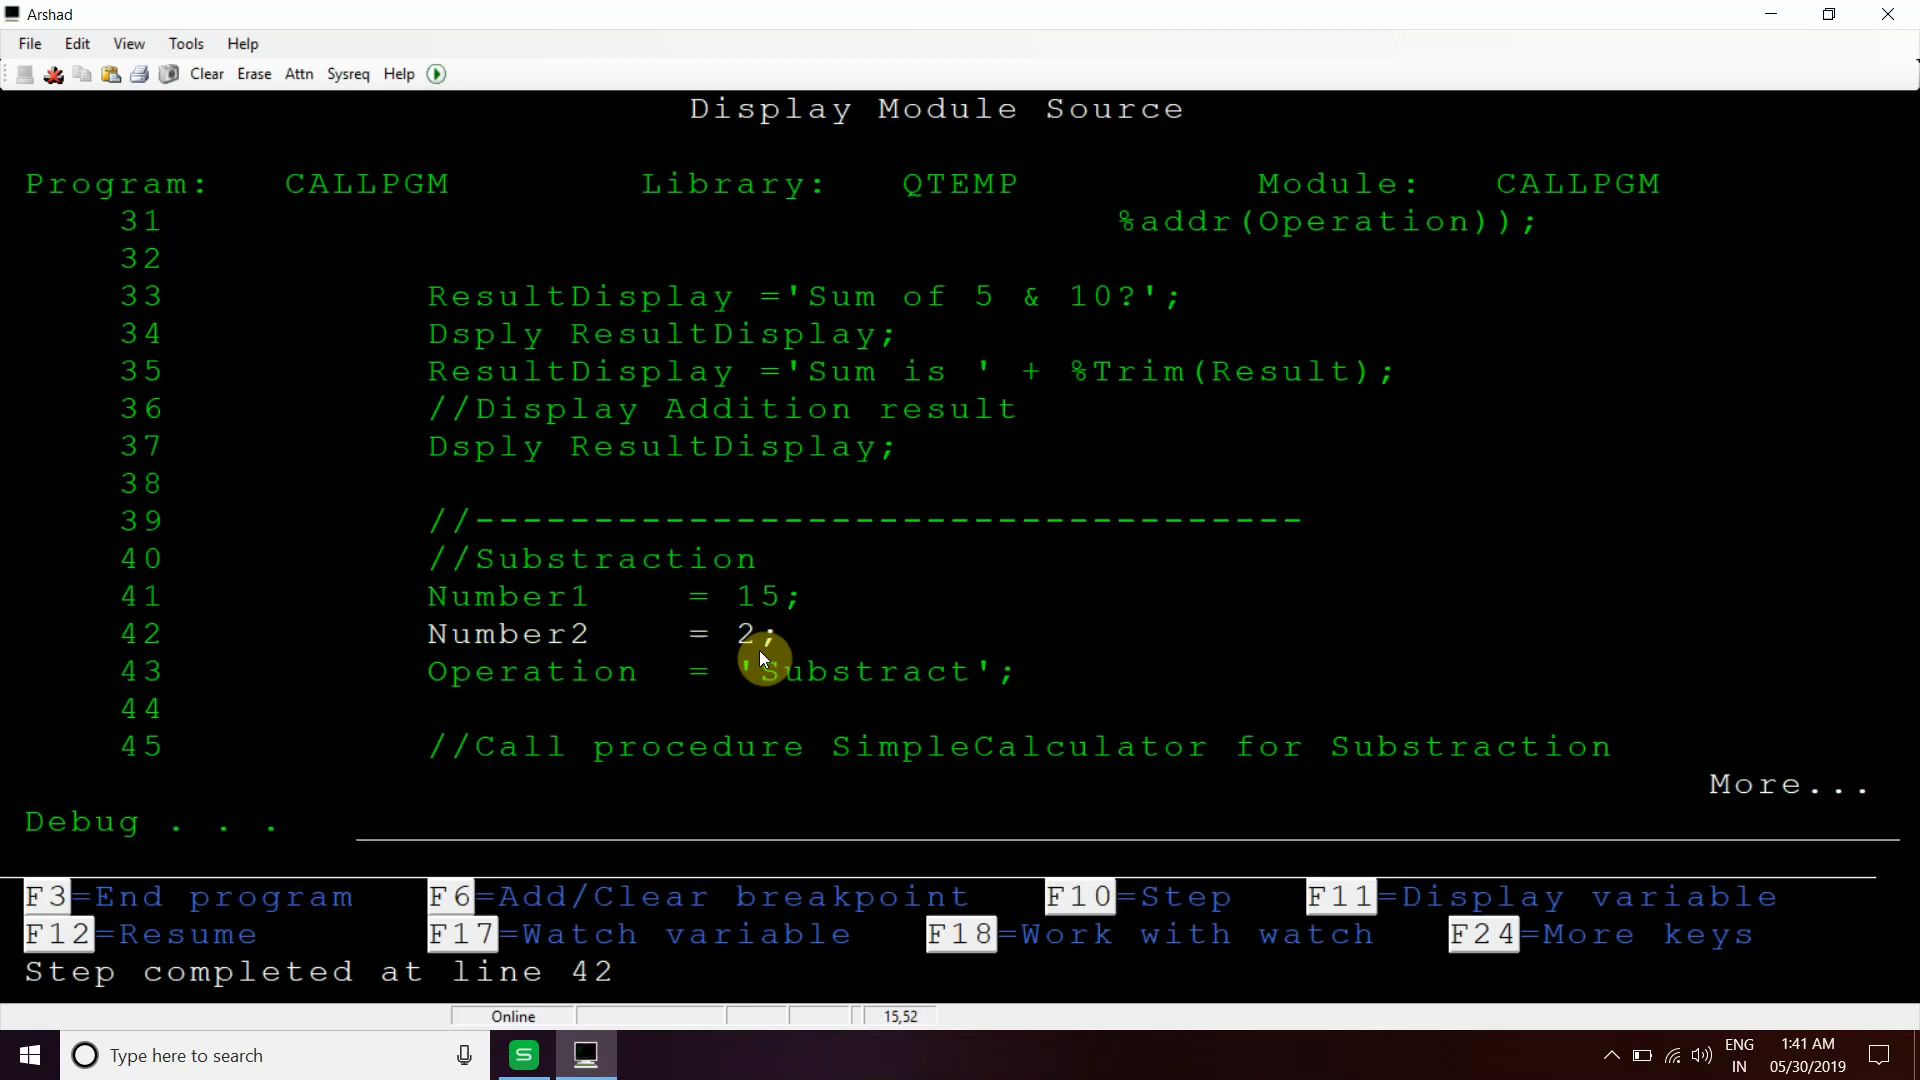 Arshad
File Edit View Tools Help
Clear Erase Attn Sysreq Help
Display Module Source
Program: CALLPGM Library: QTEMP Module: CALLPGM
31 %addr(Operation));
32
33 ResultDisplay ='Sum of 5 & 10?';
34 Dsply ResultDisplay;
35 ResultDisplay ='Sum is ' + %Trim(Result);
36 //Display Addition result
37 Dsply ResultDisplay;
38
39 //-----------------------------------
40 //Substraction
41 Number1 = 15;
42 Number2 = 2;
43 Operation = 'Substract';
44
45 //Call procedure SimpleCalculator for Substraction
More...
Debug . . .
F3=End program F6=Add/Clear breakpoint F10=Step F11=Display variable
F12=Resume F17=Watch variable F18=Work with watch F24=More keys
Step completed at line 42
Online 15,52
Type here to search S ENG 1:41 AM
IN 05/30/2019